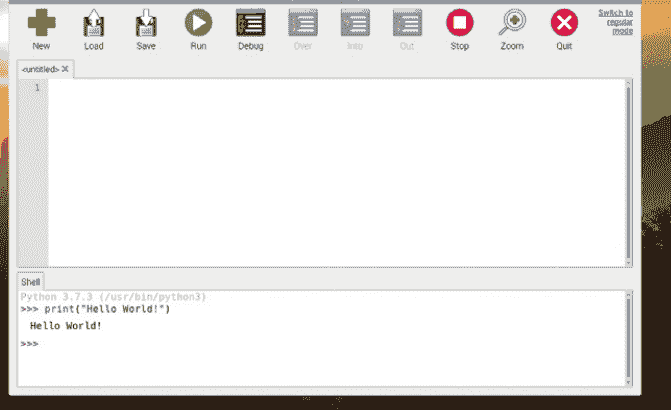 New Load Save Run Debug Over Into Out Stop Zoom Quit
Switch to
regular
mode
<untitled> ✕
1
Shell
Python 3.7.3 (/usr/bin/python3)
>>> print("Hello World!")
Hello World!
>>>